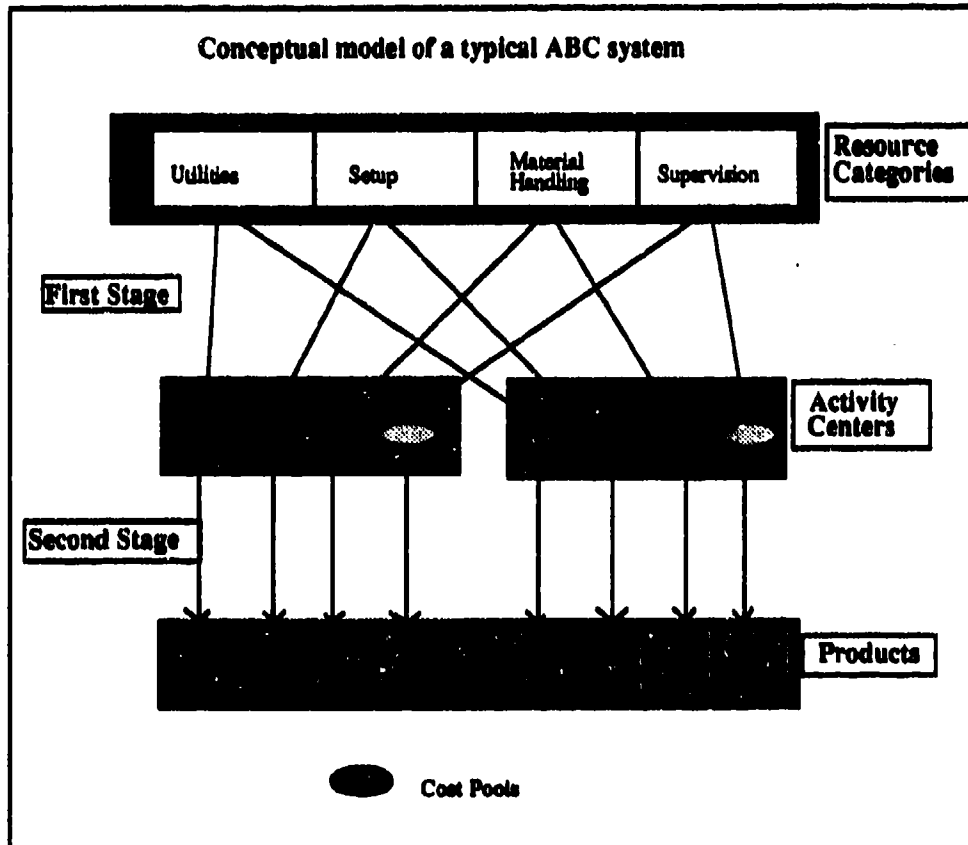 Conceptual model of a typical ABC system
Utilities
Setup
Material
Handling
Supervision
Resource
Categories
First Stage
Activity
Centers
Second Stage
Products
Cost Pools